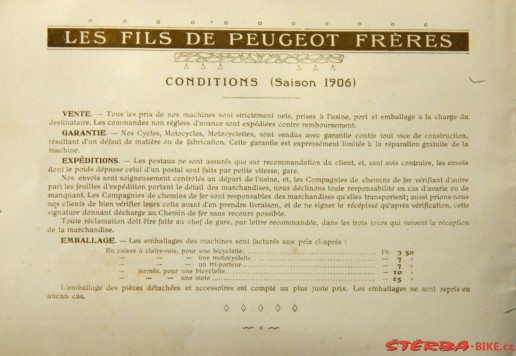 LES FILS DE PEUGEOT FRÈRES
CONDITIONS (Saison 1906)
VENTE. — Tous les prix de nos machines sont strictement nets, prises à l'usine, port et emballage à la charge du
destinataire. Les commandes non réglées d'avance sont expédiées contre remboursement.
GARANTIE. — Nos Cycles, Motocycles, Motocyclettes, sont vendus avec garantie contre tout vice de construction,
résultant d'un défaut de matière ou de fabrication. Cette garantie est expressément limitée à la réparation gratuite de la
machine.
EXPÉDITIONS. — Les postaux ne sont assurés que sur recommandation du client, et, sauf avis contraire, les envois
dont le poids dépasse celui d'un postal sont faits par petite vitesse, gare.
Nos envois sont soigneusement contrôlés au départ de l'usine, et, les Compagnies de chemins de fer vérifiant d'autre
part les feuilles d'expédition portant le détail des marchandises, nous déclinons toute responsabilité en cas d'avarie ou de
manquant. Les Compagnies de chemins de fer sont responsables des marchandises qu'elles transportent; aussi prions-nous
nos clients de bien vérifier leurs colis avant d'en prendre livraison, et de ne signer le récépissé qu'après vérification, cette
signature donnant décharge au Chemin de fer sans recours possible.
Toute réclamation doit être faite au chef de gare, par lettre recommandée, dans les trois jours qui suivent la réception
de la marchandise.
EMBALLAGE. — Les emballages des machines sont facturés aux prix ci-après :
En caisse à claire-voie, pour une bicyclette Fr. 3 50
— — — une motocyclette — 7 »
— — — un tri-porteur — 7 »
— fermée, pour une bicyclette — 10 »
— — une moto — 15 »
L'emballage des pièces détachées et accessoires est compté au plus juste prix. Les emballages ne sont repris en
aucun cas.
ŠTĚRBA-BIKE.cz